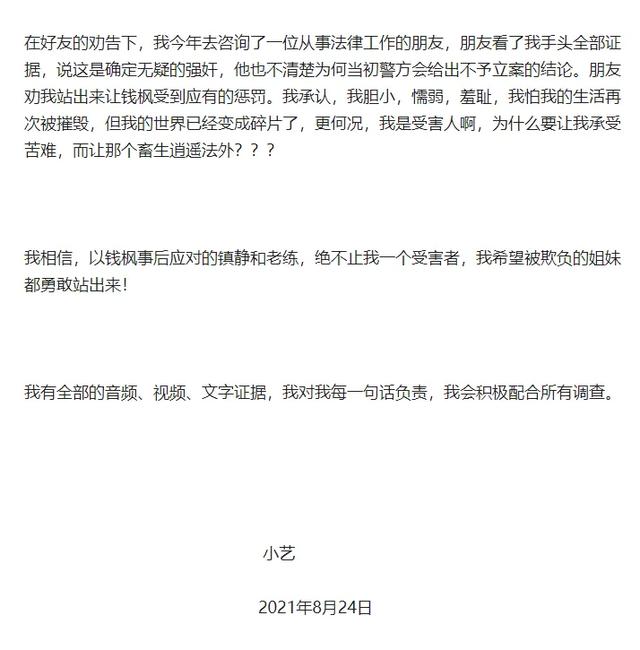 在好友的劝告下，我今年去咨询了一位从事法律工作的朋友，朋友看了我手头全部证
据，说这是确定无疑的强奸，他也不清楚为何当初警方会给出不予立案的结论。朋友
劝我站出来让钱枫受到应有的惩罚。我承认，我胆小，懦弱，羞耻，我怕我的生活再
次被摧毁，但我的世界已经变成碎片了，更何况，我是受害人啊，为什么要让我承受
苦难，而让那个畜生逍遥法外？？？
我相信，以钱枫事后应对的镇静和老练，绝不止我一个受害者，我希望被欺负的姐妹
都勇敢站出来！
我有全部的音频、视频、文字证据，我对我每一句话负责，我会积极配合所有调查。
小艺
2021年8月24日